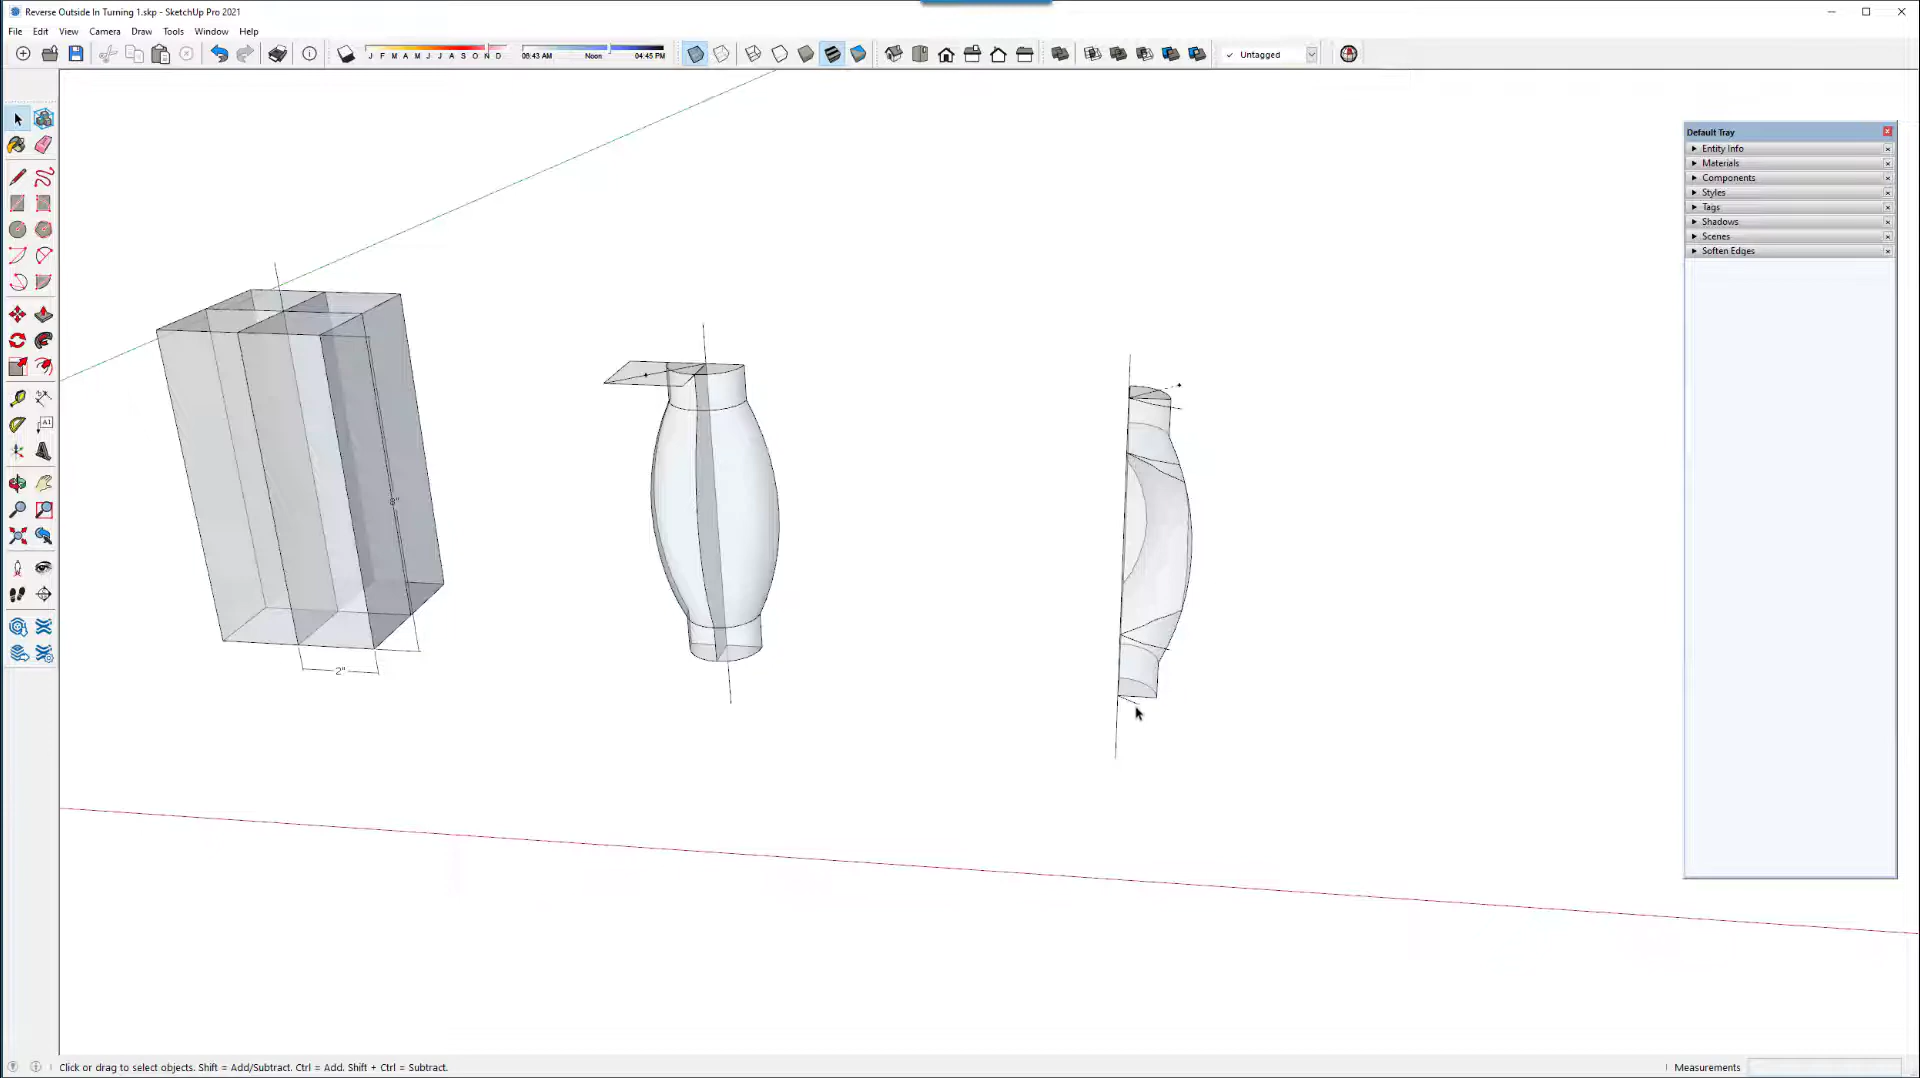 Reverse Outside In Turning 1.skp - SketchUp Pro 2021
File Edit View Camera Draw Tools Window Help
J F M A M J J A S O N D
06:43 AM Noon 04:45 PM
Untagged
A1
Default Tray
Entity Info
Materials
Components
Styles
Tags
Shadows
Scenes
Soften Edges
8"
2"
Click or drag to select objects. Shift = Add/Subtract. Ctrl = Add. Shift + Ctrl = Subtract.
Measurements